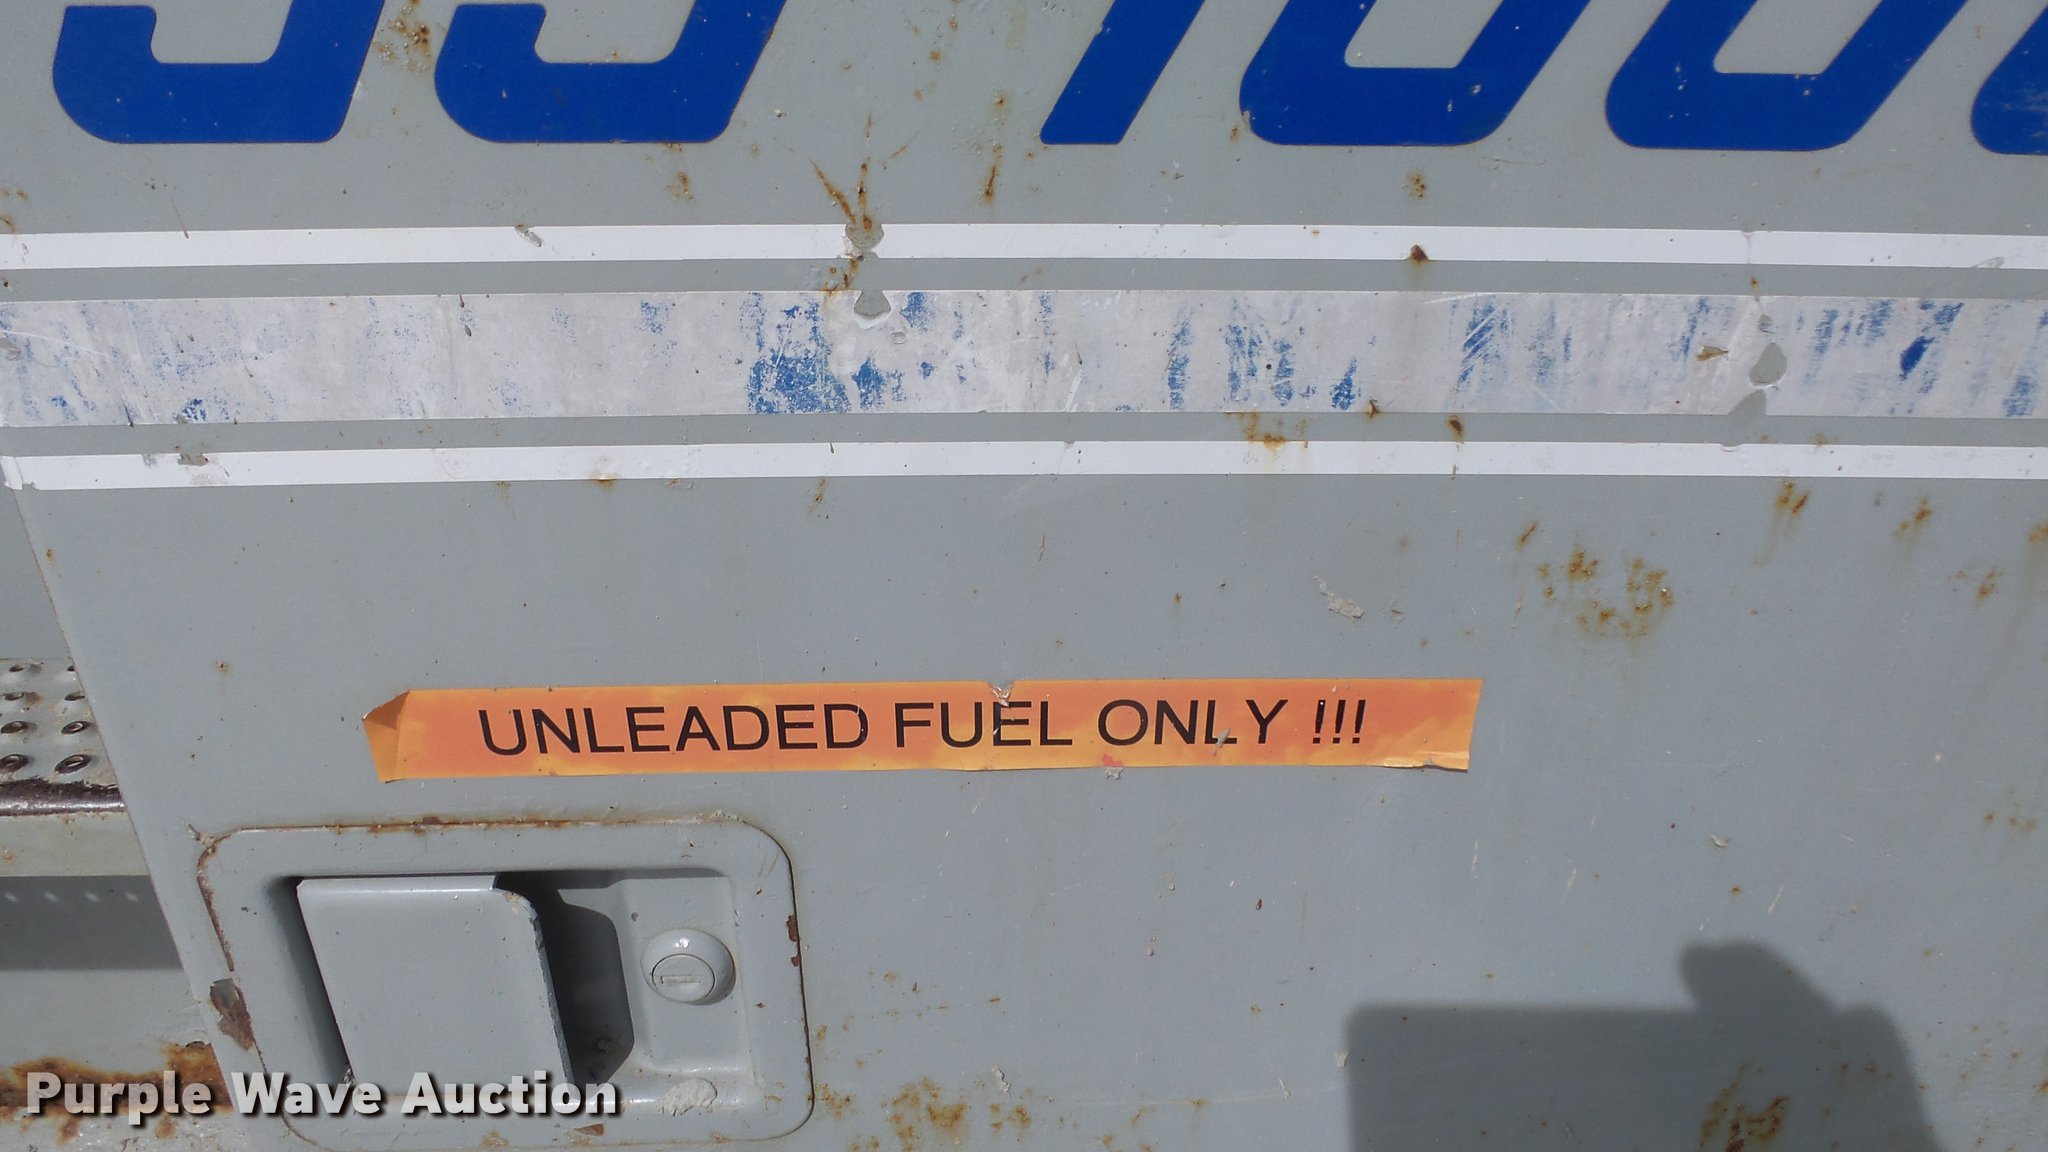 UNLEADED FUEL ONLY !!!
Purple Wave Auction